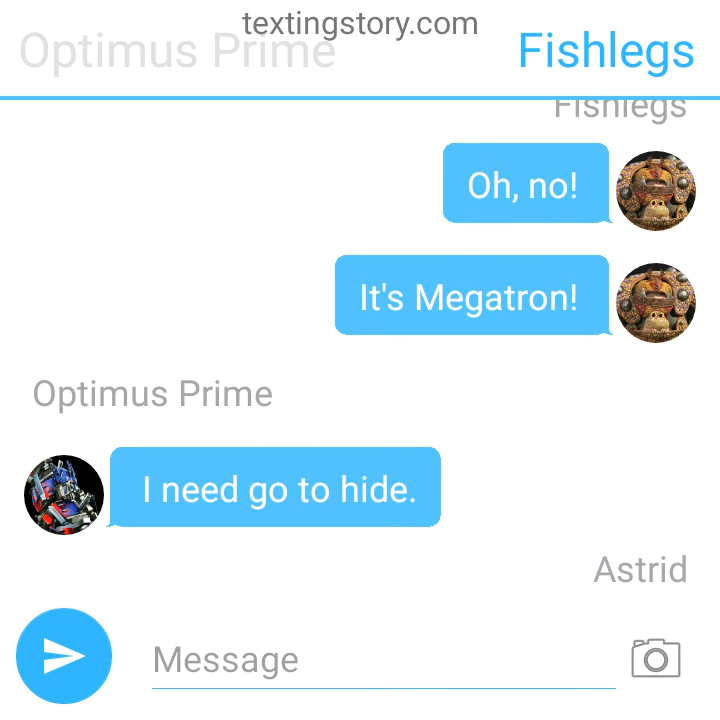 textingstory.com
Optimus Prime
Fishlegs
Fishlegs
Oh, no!
It's Megatron!
Optimus Prime
I need go to hide.
Astrid
Message